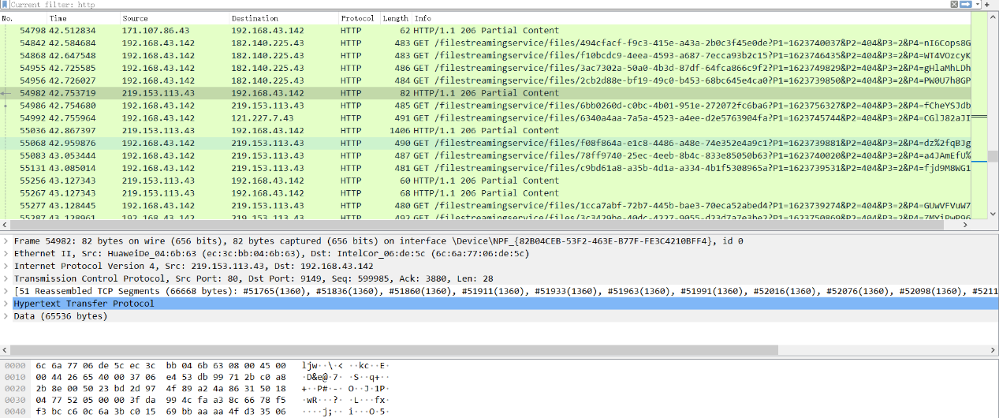 Current filter: http
No. Time Source Destination Protocol Length Info
54798 42.512834 171.107.86.43 192.168.43.142 HTTP 62 HTTP/1.1 206 Partial Content
54842 42.584684 192.168.43.142 182.140.225.43 HTTP 483 GET /filestreamingservice/files/494cfacf-f9c3-415e-a43a-2b0c3f45e0de?P1=1623740037&P2=404&P3=2&P4=nI6Cops8G
54868 42.647548 192.168.43.142 182.140.225.43 HTTP 483 GET /filestreamingservice/files/f10bcdc9-4eea-4593-a687-7ecca93b2c15?P1=1623746435&P2=404&P3=2&P4=WT4VOzcyK
54955 42.725585 192.168.43.142 182.140.225.43 HTTP 486 GET /filestreamingservice/files/3ac7302a-50a0-4b3d-87df-64fca866c9f2?P1=1623749829&P2=404&P3=2&P4=gHlaMhLDh
54956 42.726027 192.168.43.142 182.140.225.43 HTTP 484 GET /filestreamingservice/files/2cb2d88e-bf19-49c0-b453-68bc645e4ca0?P1=1623739850&P2=404&P3=2&P4=PW0U7h8GP
54982 42.753719 219.153.113.43 192.168.43.142 HTTP 82 HTTP/1.1 206 Partial Content
54986 42.754680 192.168.43.142 219.153.113.43 HTTP 485 GET /filestreamingservice/files/6bb0260d-c0bc-4b01-951e-272072fc6ba6?P1=1623756327&P2=404&P3=2&P4=fCheYSJdb
54992 42.755964 192.168.43.142 121.227.7.43 HTTP 491 GET /filestreamingservice/files/6340a4aa-7a5a-4523-a4ee-d2e5763904fa?P1=1623745744&P2=404&P3=2&P4=CGlJ82aJI
55036 42.867397 219.153.113.43 192.168.43.142 HTTP 1406 HTTP/1.1 206 Partial Content
55068 42.959876 192.168.43.142 219.153.113.43 HTTP 490 GET /filestreamingservice/files/f08f864a-e1c8-4486-a48e-74e352e4a9c1?P1=1623739881&P2=404&P3=2&P4=dz%2fqBJg
55083 43.053444 192.168.43.142 219.153.113.43 HTTP 487 GET /filestreamingservice/files/78ff9740-25ec-4eeb-8b4c-833e85050b63?P1=1623740020&P2=404&P3=2&P4=a4JAmEfU%
55131 43.085014 192.168.43.142 219.153.113.43 HTTP 481 GET /filestreamingservice/files/c9bd61a8-a35b-4d1a-a334-4b1f5308965a?P1=1623739531&P2=404&P3=2&P4=fjd9M8WG1
55256 43.127343 219.153.113.43 192.168.43.142 HTTP 60 HTTP/1.1 206 Partial Content
55267 43.127343 219.153.113.43 192.168.43.142 HTTP 68 HTTP/1.1 206 Partial Content
55277 43.128445 192.168.43.142 219.153.113.43 HTTP 480 GET /filestreamingservice/files/1cca7abf-72b7-445b-bae3-70eca52abed4?P1=1623739274&P2=404&P3=2&P4=GUwVFVuW7
55287 43.128961 192.168.43.142 219.153.113.43 HTTP 492 GET /filestreamingservice/files/3c3429be-40dc-4227-9055-d23d7a7e3be2?P1=1623750869&P2=404&P3=2&P4=7MYiPwP96
Frame 54982: 82 bytes on wire (656 bits), 82 bytes captured (656 bits) on interface \Device\NPF_{82B04CEB-53F2-463E-B77F-FE3C4210BFF4}, id 0
Ethernet II, Src: HuaweiDe_04:6b:63 (ec:3c:bb:04:6b:63), Dst: IntelCor_06:de:5c (6c:6a:77:06:de:5c)
Internet Protocol Version 4, Src: 219.153.113.43, Dst: 192.168.43.142
Transmission Control Protocol, Src Port: 80, Dst Port: 9149, Seq: 599985, Ack: 3880, Len: 28
[51 Reassembled TCP Segments (66668 bytes): #51765(1360), #51836(1360), #51860(1360), #51911(1360), #51933(1360), #51963(1360), #51991(1360), #52016(1360), #52076(1360), #52098(1360), #5211
Hypertext Transfer Protocol
Data (65536 bytes)
0000 6c 6a 77 06 de 5c ec 3c bb 04 6b 63 08 00 45 00 ljw··\·< ··kc··E·
0010 00 44 26 65 40 00 37 06 e4 53 db 99 71 2b c0 a8 ·D&e@·7· ·S··q+··
0020 2b 8e 00 50 23 bd 2d 97 4f 89 a2 4a 86 31 50 18 +··P#·-· O··J·1P·
0030 04 77 52 05 00 00 3f da 99 4c fa a3 8c 66 78 f5 ·wR···?· ·L···fx·
0040 f3 bc c6 0c 6a 3b c0 15 69 bb aa aa 4f d3 35 06 ····j;·· i···O·5·